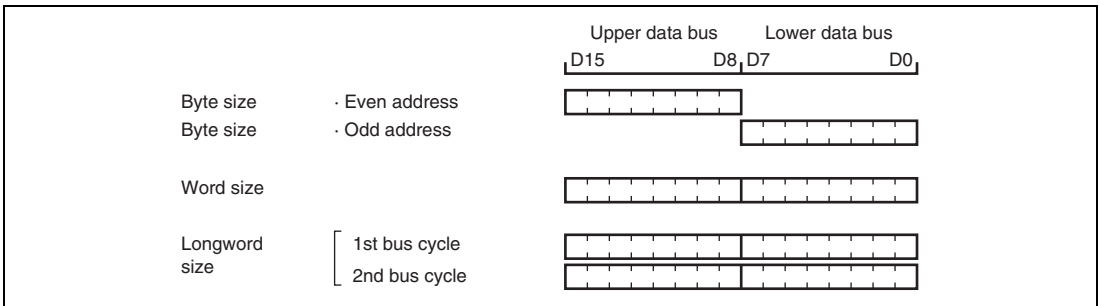 Upper data bus Lower data bus
D15 D8 D7 D0
Byte size · Even address
Byte size · Odd address
Word size
Longword 1st bus cycle
size 2nd bus cycle